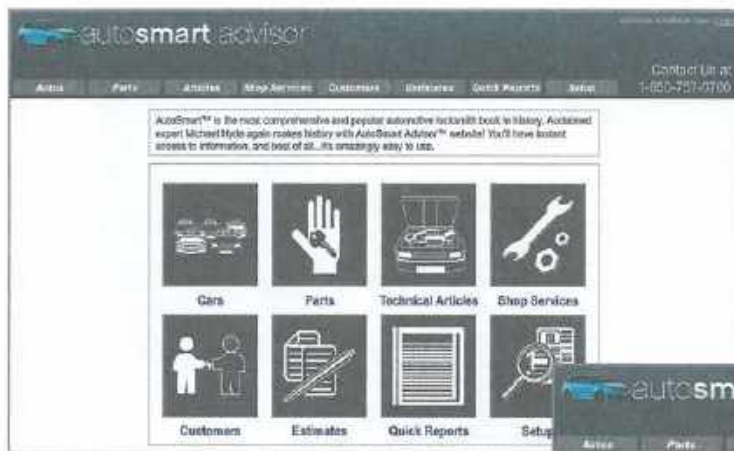 autosmart advisor
Contact Us at
Autos Parts Articles Shop Services Customers Estimates Quick Reports Setup
AutoSmart™ is the most comprehensive and popular automotive locksmith book in history. Acclaimed
expert Michael Hyde again makes history with AutoSmart Advisor™ website! You'll have instant
access to information, and best of all...it's amazingly easy to use.
Cars Parts Technical Articles Shop Services
Customers Estimates Quick Reports Setup
autosm
Autos Parts